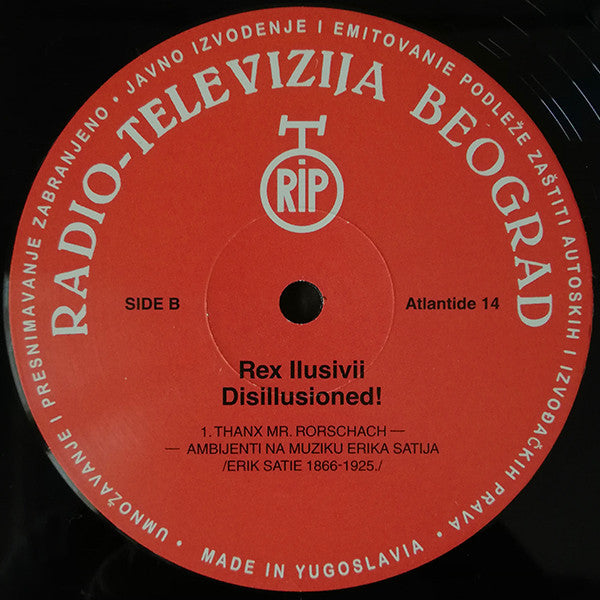 UMNOŽAVANJE I PRESNIMAVANJE ZABRANJENO • JAVNO IZVOĐENJE I EMITOVANJE PODLEŽE ZAŠTITI AUTOSKIH I IZVOĐAČKIH PRAVA •
RADIO-TELEVIZIJA BEOGRAD
RIP
SIDE B
Atlantide 14
Rex Ilusivii
Disillusioned!
1. THANX MR. RORSCHACH —
— AMBIJENTI NA MUZIKU ERIKA SATIJA
/ERIK SATIE 1866-1925./
MADE IN YUGOSLAVIA